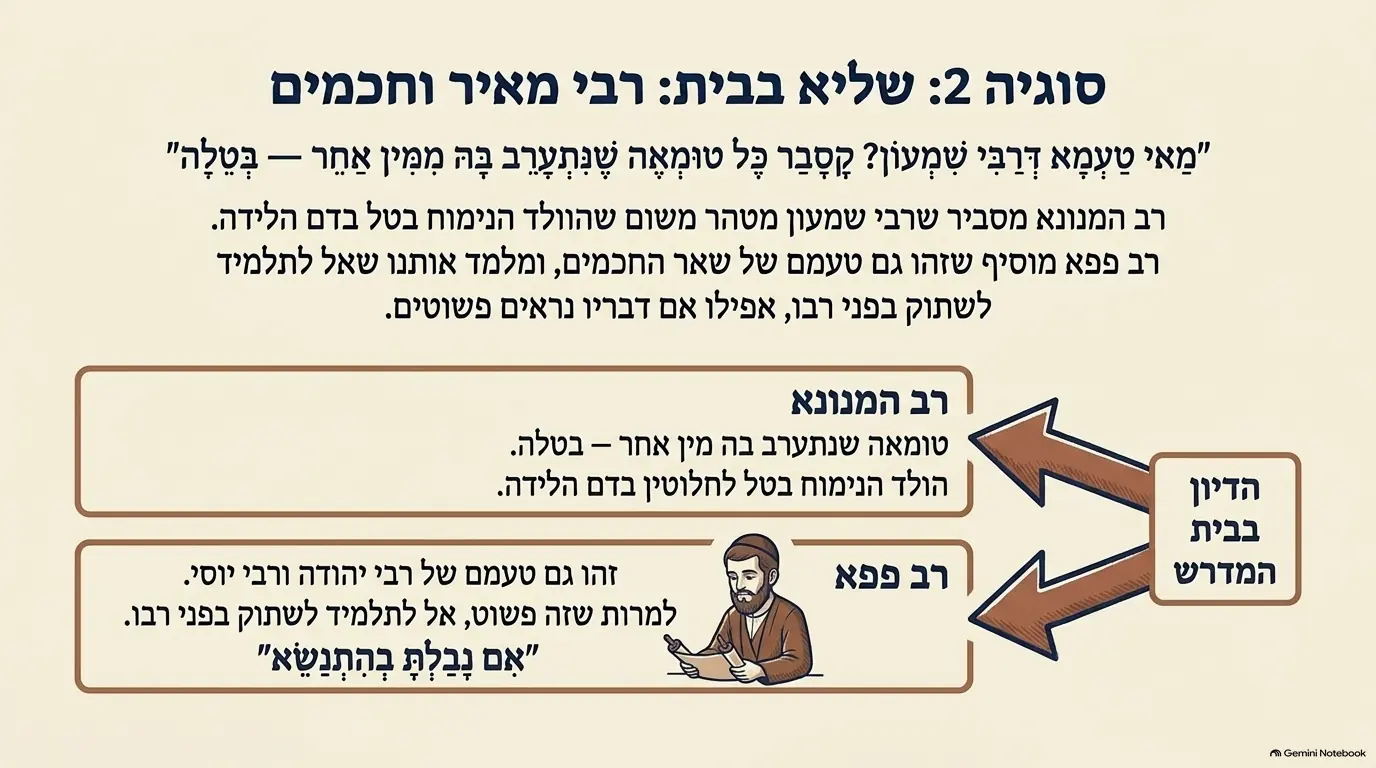 סוגיה 2: שליא בבית: רבי מאיר וחכמים
"מַאי טַעְמָא דְּרַבִּי שִׁמְעוֹן? קָסָבַר כׇּל טוּמְאָה שֶׁנִּתְעָרֵב בָּהּ מִמִּין אַחֵר — בְּטֵלָה"
רב המנונא מסביר שרבי שמעון מטהר משום שהוולד הנימוח בטל בדם הלידה.
רב פפא מוסיף שזהו גם טעמם של שאר החכמים, ומלמד אותנו שאל לתלמיד
לשתוק בפני רבו, אפילו אם דבריו נראים פשוטים.
הדיון
בבית
המדרש
רב המנונא
טומאה שנתערב בה מין אחר – בטלה.
הולד הנימוח בטל לחלוטין בדם הלידה.
רב פפא
זהו גם טעמם של רבי יהודה ורבי יוסי.
למרות שזה פשוט, אל לתלמיד לשתוק בפני רבו.
"אִם נָבַלְתָּ בְהִתְנַשֵּׂא"
Gemini Notebook